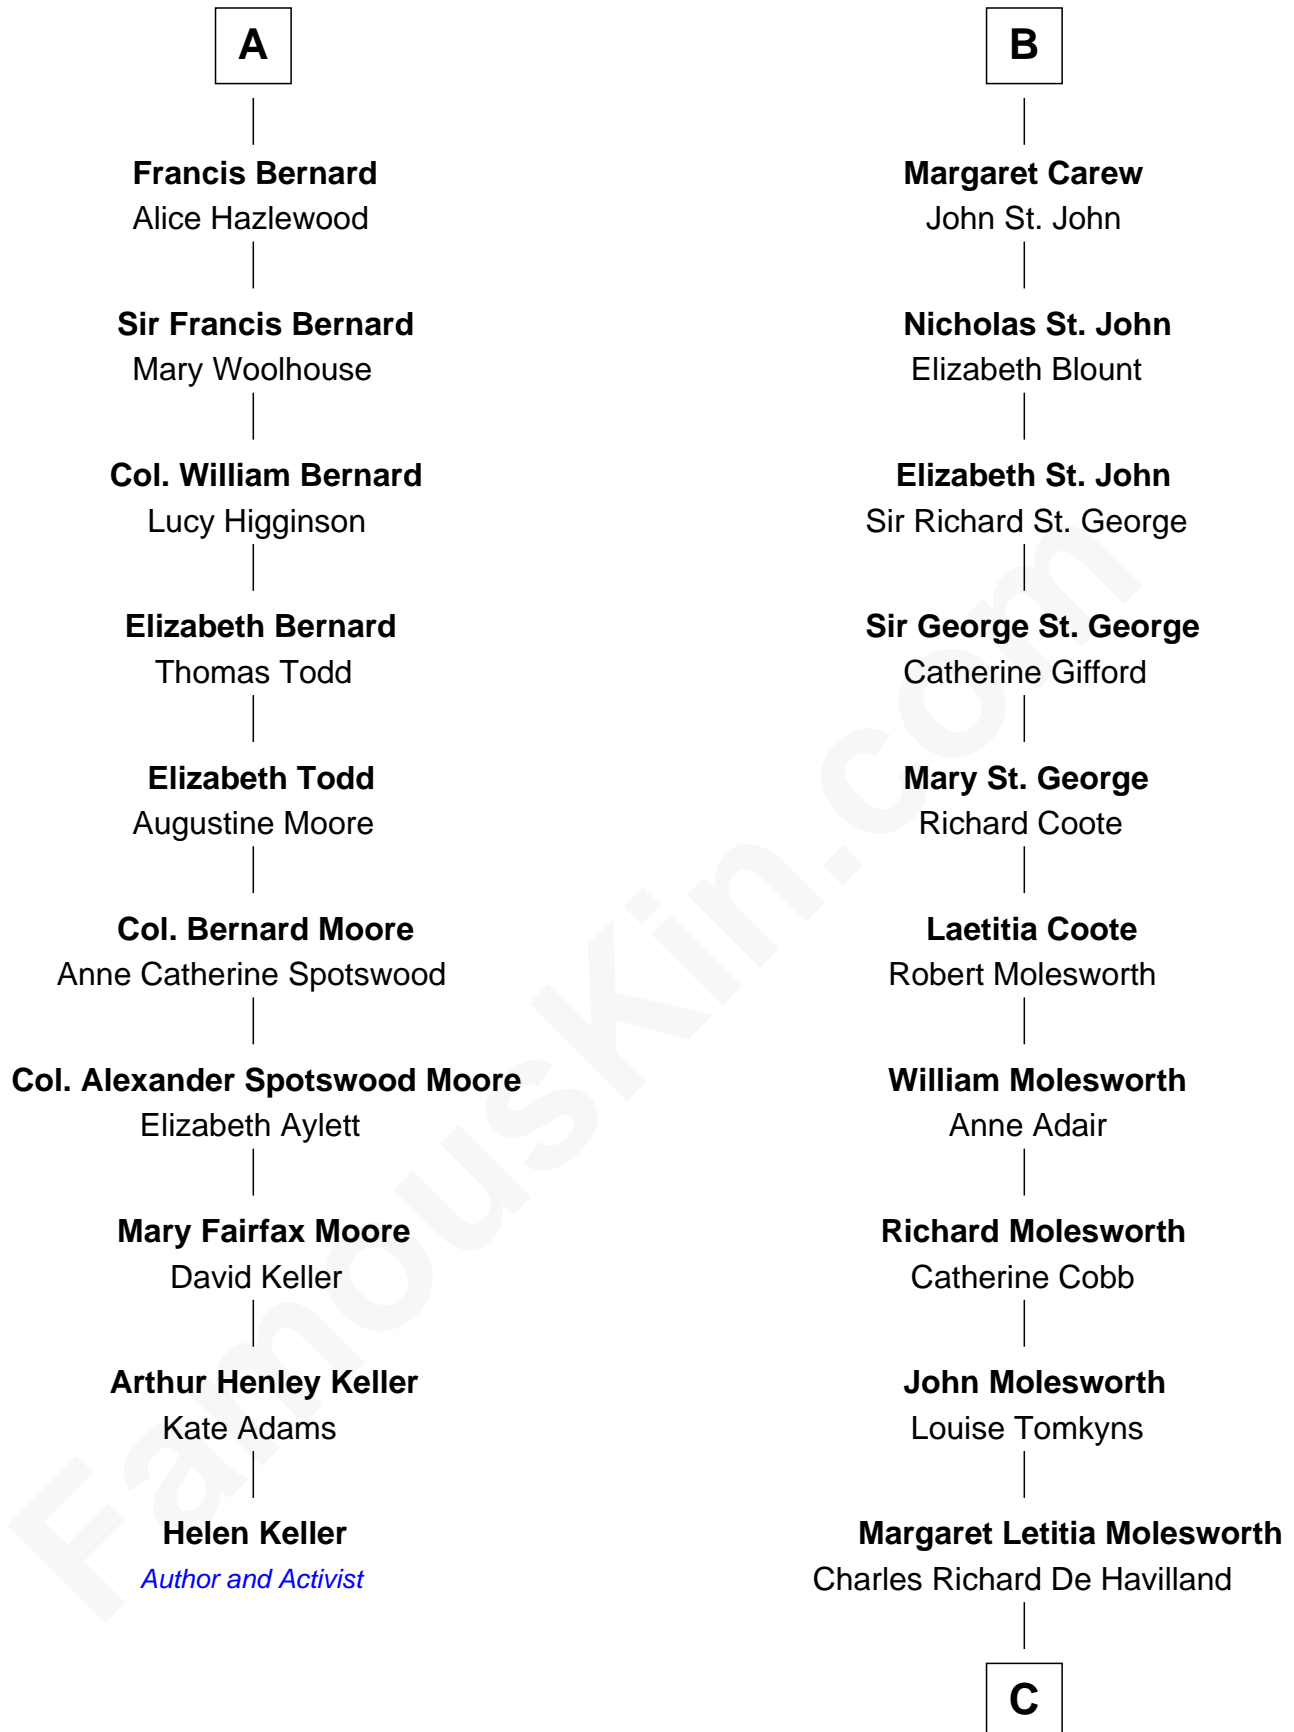 A
Francis Bernard
Alice Hazlewood
Sir Francis Bernard
Mary Woolhouse
Col. William Bernard
Lucy Higginson
Elizabeth Bernard
Thomas Todd
Elizabeth Todd
Augustine Moore
Col. Bernard Moore
Anne Catherine Spotswood
Col. Alexander Spotswood Moore
Elizabeth Aylett
Mary Fairfax Moore
David Keller
Arthur Henley Keller
Kate Adams
Helen Keller
Author and Activist
B
Margaret Carew
John St. John
Nicholas St. John
Elizabeth Blount
Elizabeth St. John
Sir Richard St. George
Sir George St. George
Catherine Gifford
Mary St. George
Richard Coote
Laetitia Coote
Robert Molesworth
William Molesworth
Anne Adair
Richard Molesworth
Catherine Cobb
John Molesworth
Louise Tomkyns
Margaret Letitia Molesworth
Charles Richard De Havilland
C
FamousKin.com